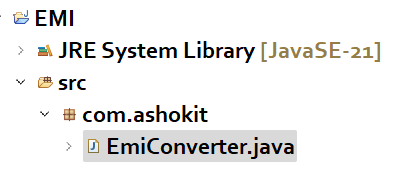 EMI
JRE System Library [JavaSE-21]
src
com.ashokit
EmiConverter.java